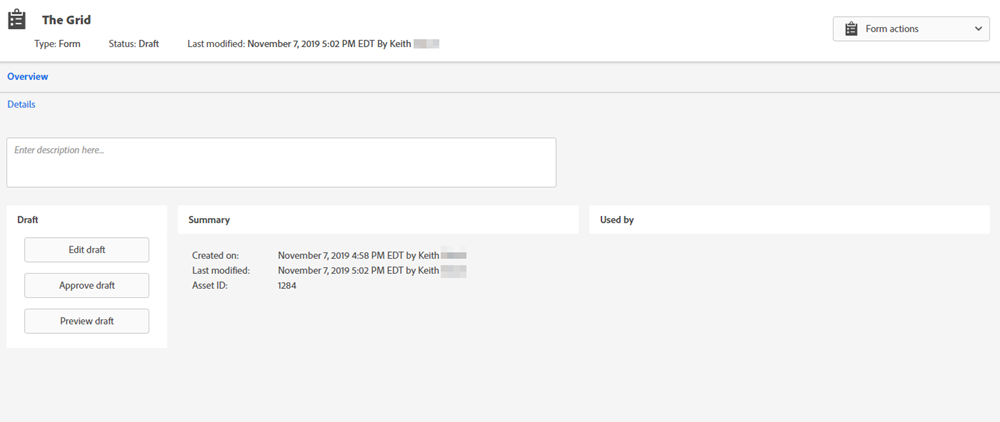 The Grid
Form actions
Type: Form Status: Draft Last modified: November 7, 2019 5:02 PM EDT By Keith
Overview
Details
Enter description here...
Draft
Edit draft
Approve draft
Preview draft
Summary
Created on: November 7, 2019 4:58 PM EDT by Keith
Last modified: November 7, 2019 5:02 PM EDT by Keith
Asset ID: 1284
Used by